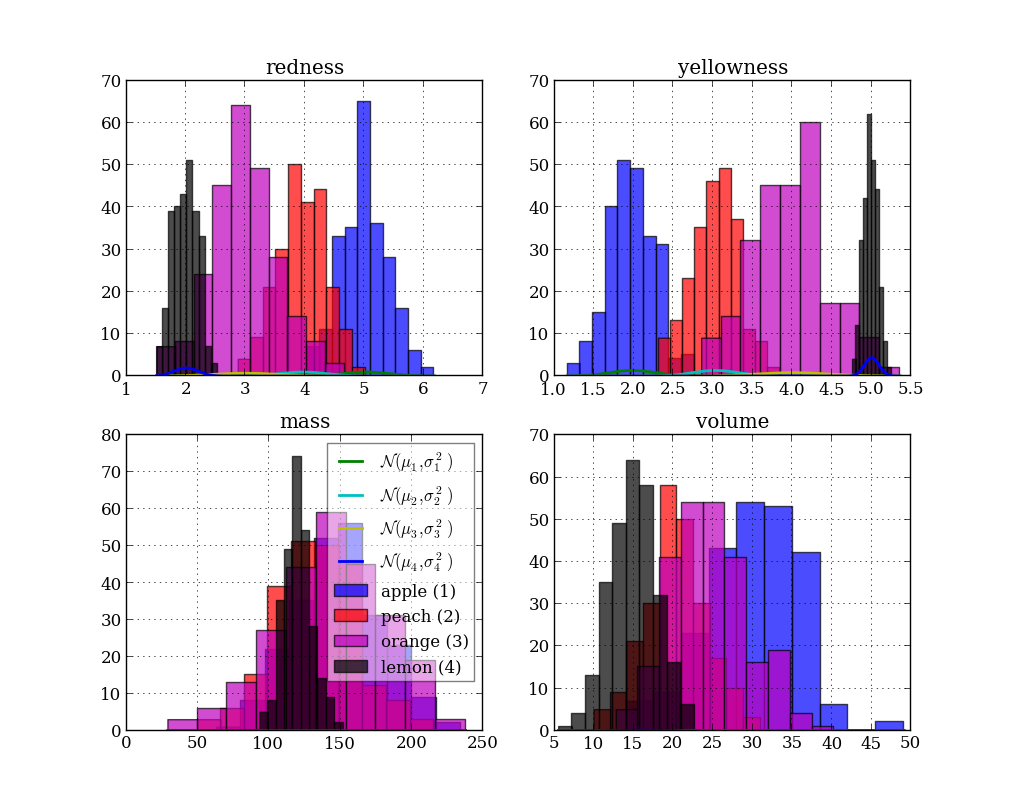 redness
70
60
50
40
30
20
10
0
1 2 3 4 5 6 7
yellowness
70
60
50
40
30
20
10
0
1.0 1.5 2.0 2.5 3.0 3.5 4.0 4.5 5.0 5.5
mass
80
70
60
50
40
30
20
10
0
0 50 100 150 200 250
𝒩(μ₁,σ₁²)
𝒩(μ₂,σ₂²)
𝒩(μ₃,σ₃²)
𝒩(μ₄,σ₄²)
apple (1)
peach (2)
orange (3)
lemon (4)
volume
70
60
50
40
30
20
10
0
5 10 15 20 25 30 35 40 45 50